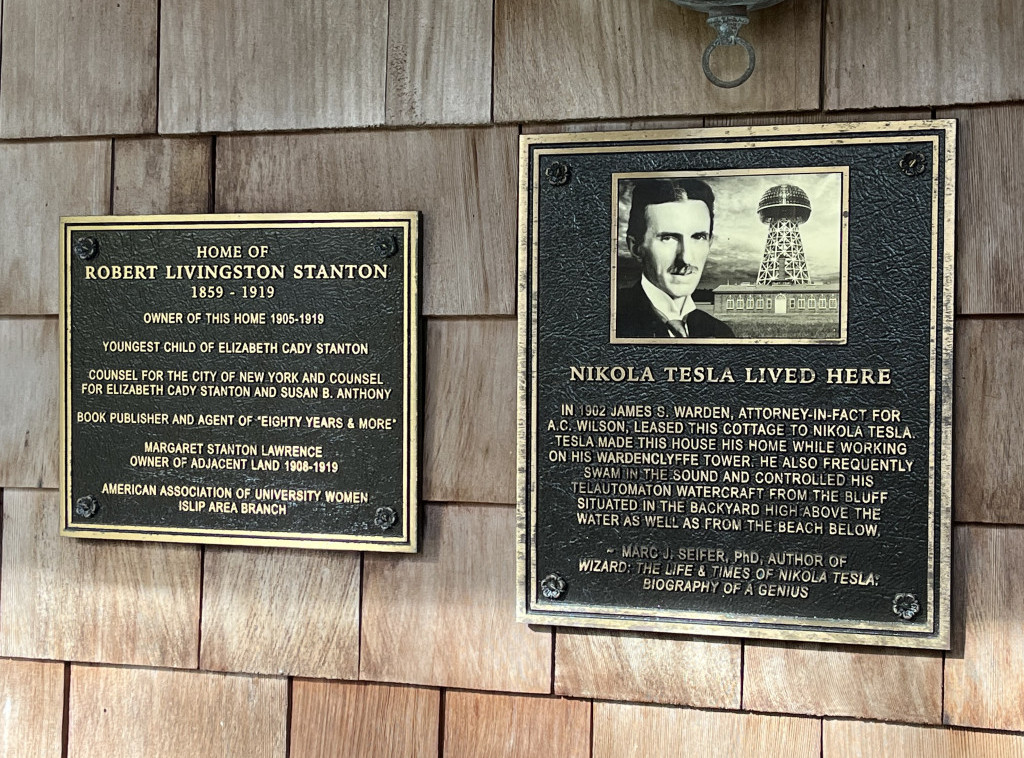 HOME OF
ROBERT LIVINGSTON STANTON
1859 - 1919
OWNER OF THIS HOME 1905-1919
YOUNGEST CHILD OF ELIZABETH CADY STANTON
COUNSEL FOR THE CITY OF NEW YORK AND COUNSEL
FOR ELIZABETH CADY STANTON AND SUSAN B. ANTHONY
BOOK PUBLISHER AND AGENT OF "EIGHTY YEARS & MORE"
MARGARET STANTON LAWRENCE
OWNER OF ADJACENT LAND 1908-1919
AMERICAN ASSOCIATION OF UNIVERSITY WOMEN
ISLIP AREA BRANCH
NIKOLA TESLA LIVED HERE
IN 1902 JAMES S. WARDEN, ATTORNEY-IN-FACT FOR
A.C. WILSON, LEASED THIS COTTAGE TO NIKOLA TESLA.
TESLA MADE THIS HOUSE HIS HOME WHILE WORKING
ON HIS WARDENCLYFFE TOWER. HE ALSO FREQUENTLY
SWAM IN THE SOUND AND CONTROLLED HIS
TELAUTOMATON WATERCRAFT FROM THE BLUFF
SITUATED IN THE BACKYARD HIGH ABOVE THE
WATER AS WELL AS FROM THE BEACH BELOW.
~ MARC J. SEIFER, PhD, AUTHOR OF
WIZARD: THE LIFE & TIMES OF NIKOLA TESLA:
BIOGRAPHY OF A GENIUS